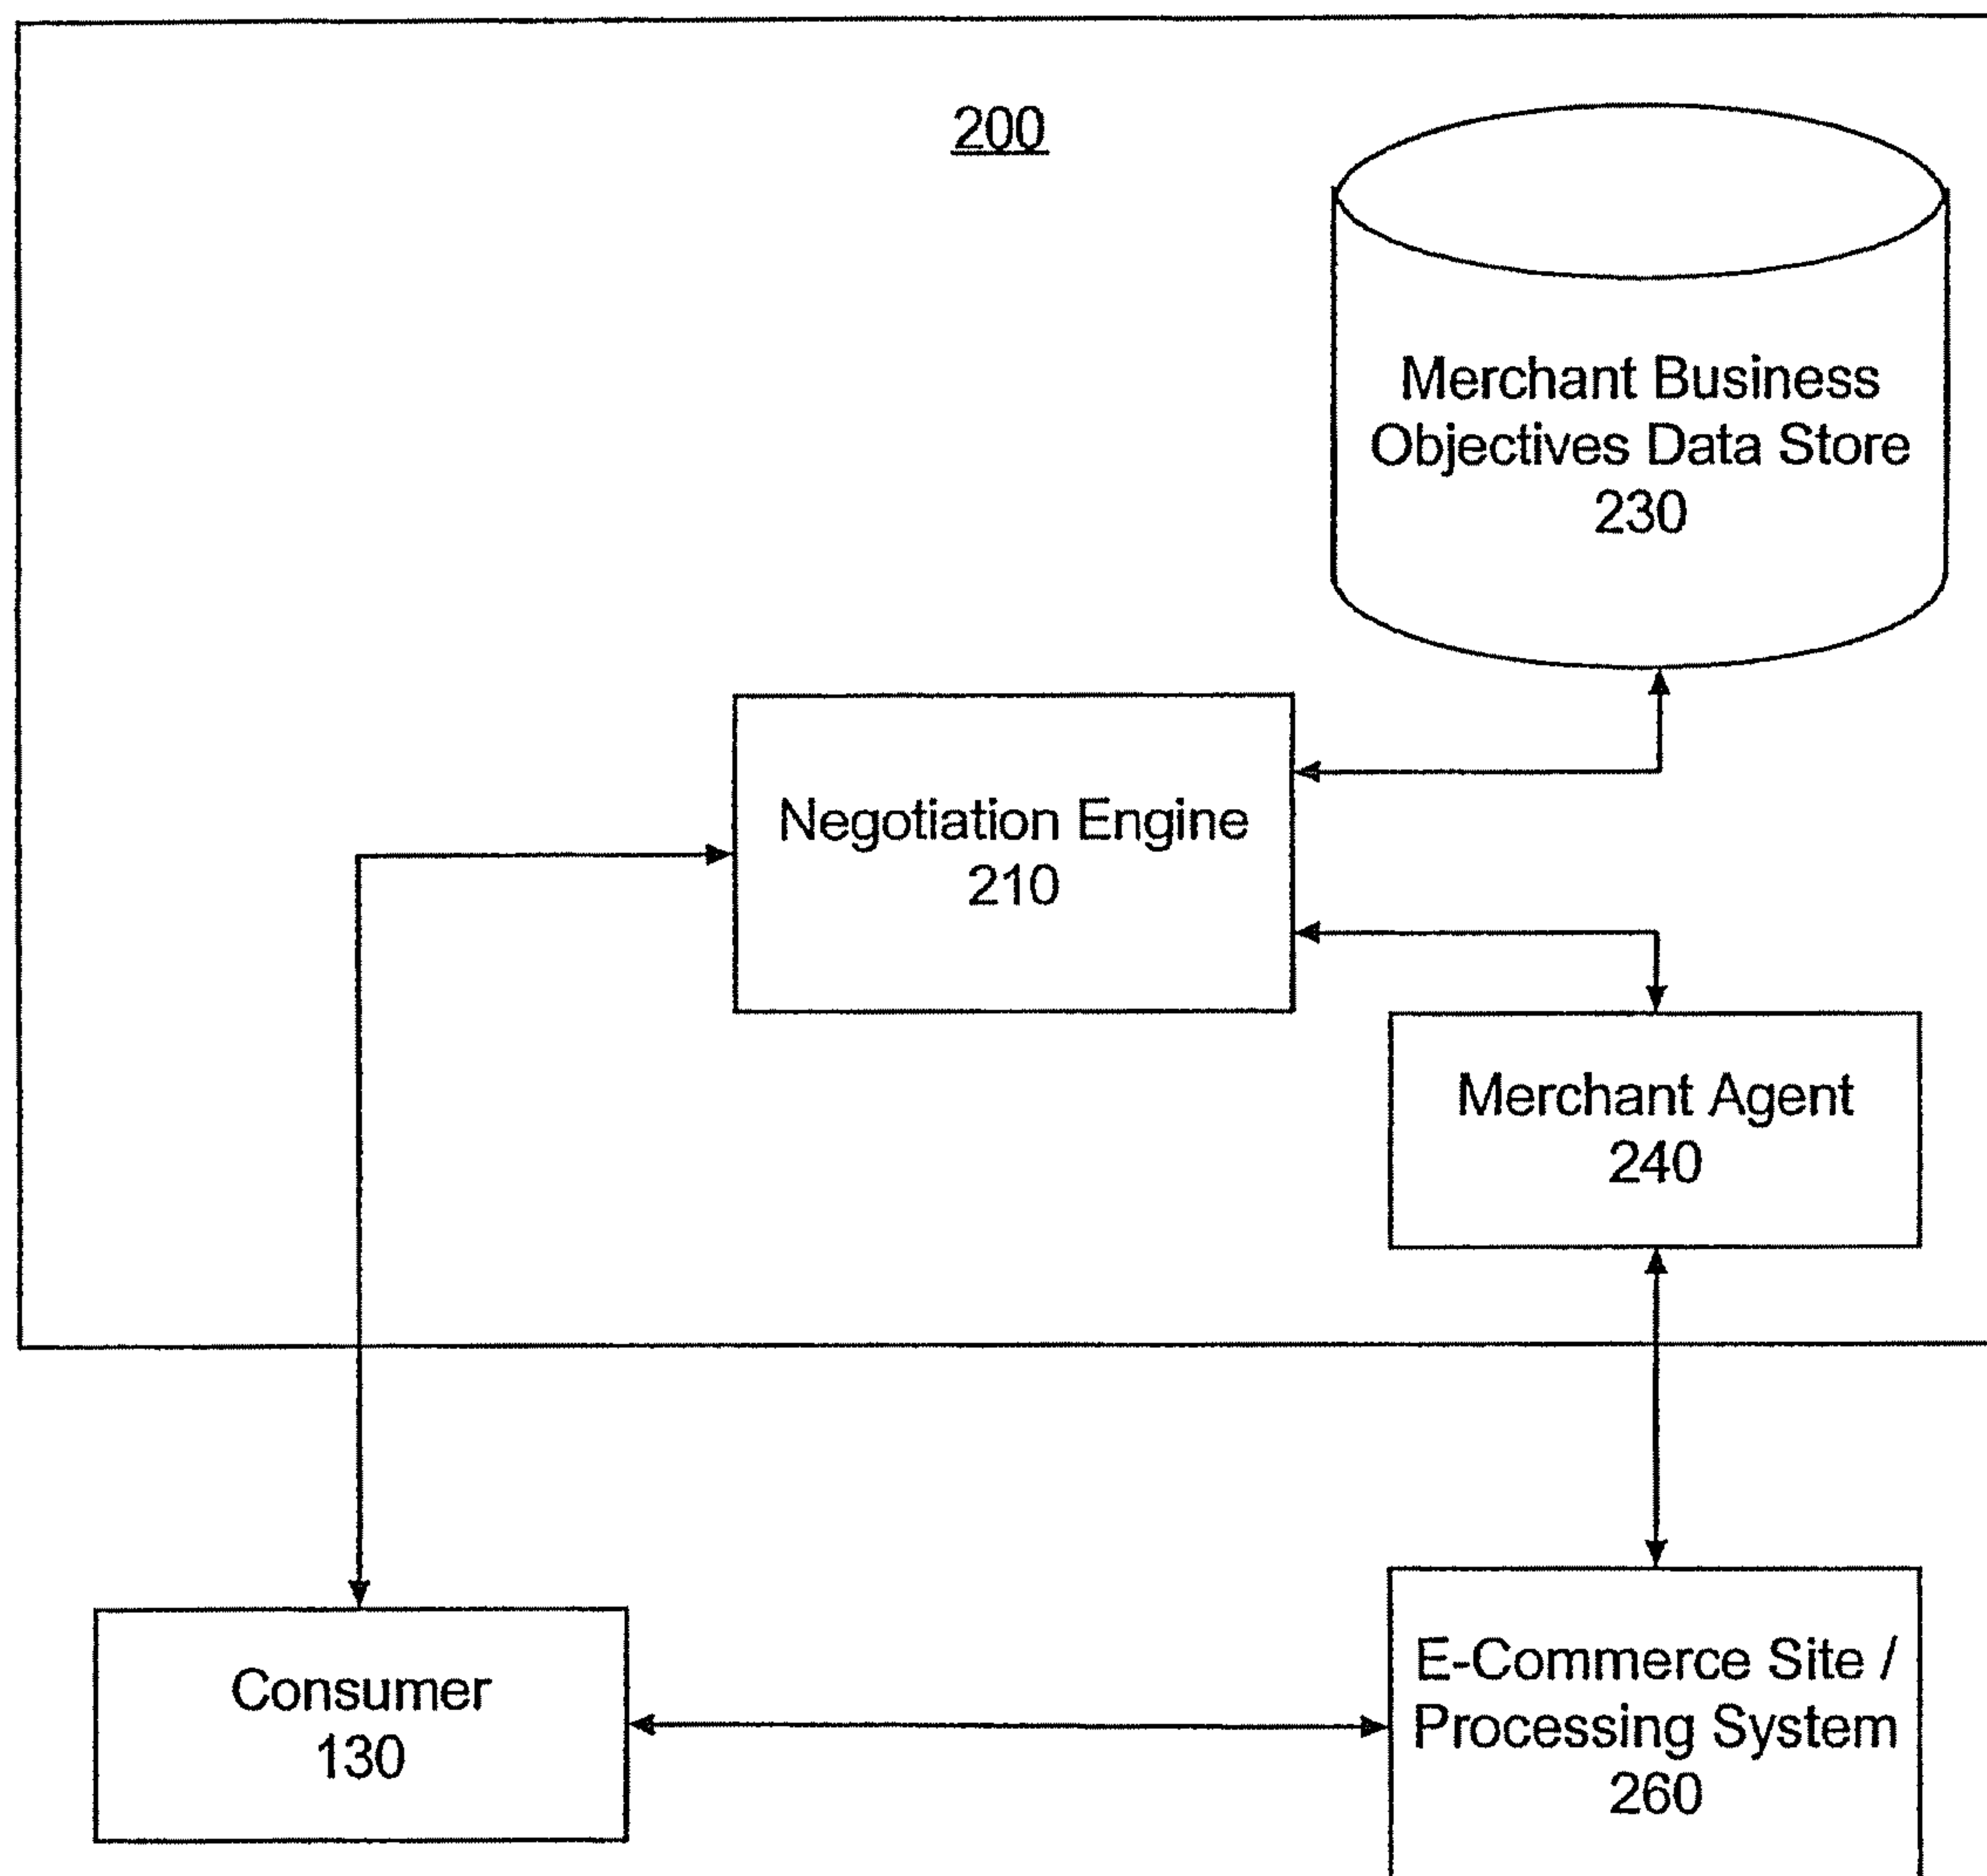 200
Merchant Business
Objectives Data Store
230
Negotiation Engine
210
Merchant Agent
240
Consumer
130
E-Commerce Site /
Processing System
260